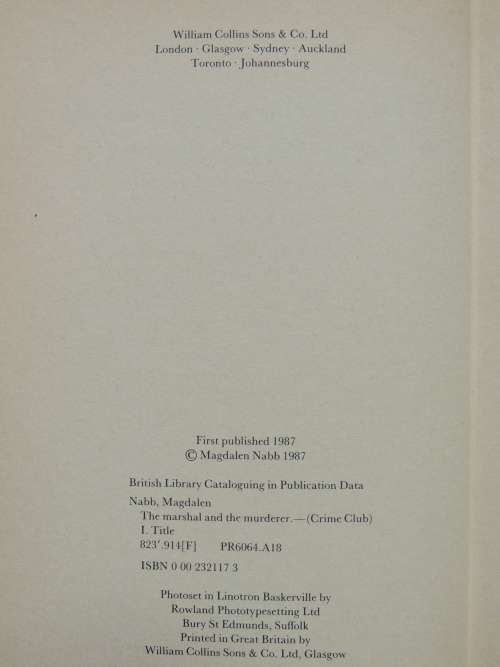 William Collins Sons & Co. Ltd
London · Glasgow · Sydney · Auckland
Toronto · Johannesburg
First published 1987
© Magdalen Nabb 1987
British Library Cataloguing in Publication Data
Nabb, Magdalen
The marshal and the murderer.—(Crime Club)
I. Title
823′.914[F] PR6064.A18
ISBN 0 00 232117 3
Photoset in Linotron Baskerville by
Rowland Phototypesetting Ltd
Bury St Edmunds, Suffolk
Printed in Great Britain by
William Collins Sons & Co. Ltd, Glasgow